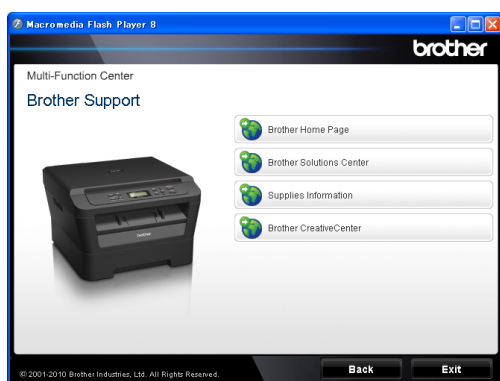 Macromedia Flash Player 8
brother
Multi-Function Center
Brother Support
Brother Home Page
Brother Solutions Center
Supplies Information
Brother CreativeCenter
© 2001-2010 Brother Industries, Ltd. All Rights Reserved.
Back
Exit